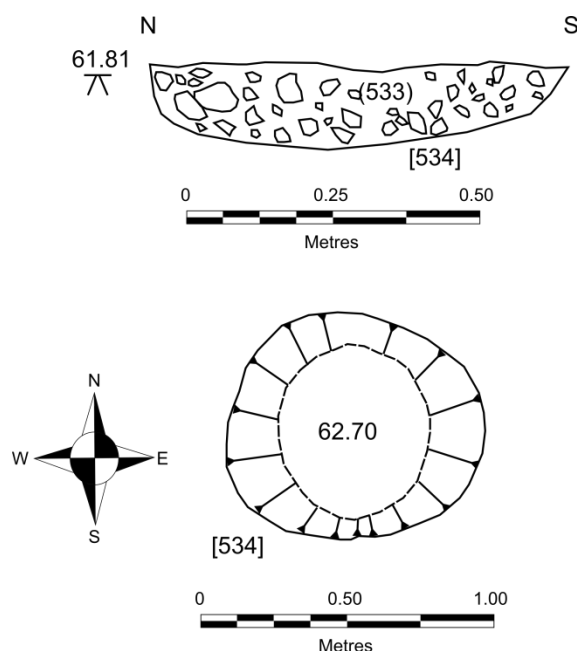 N S
61.81
(533)
[534]
0 0.25 0.50
Metres
N
W E
S
62.70
[534]
0 0.50 1.00
Metres